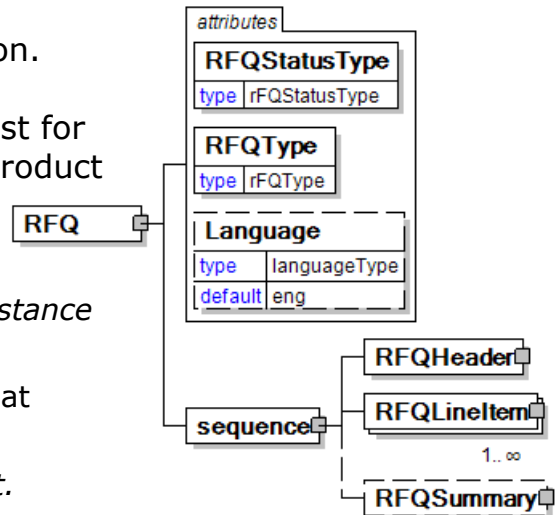 on.
st for
roduct
stance
at
t.
attributes
RFQStatusType
type rFQStatusType
RFQType
type rFQType
RFQ
Language
type languageType
default eng
RFQHeader
RFQLineItem
sequence
1..∞
RFQSummary